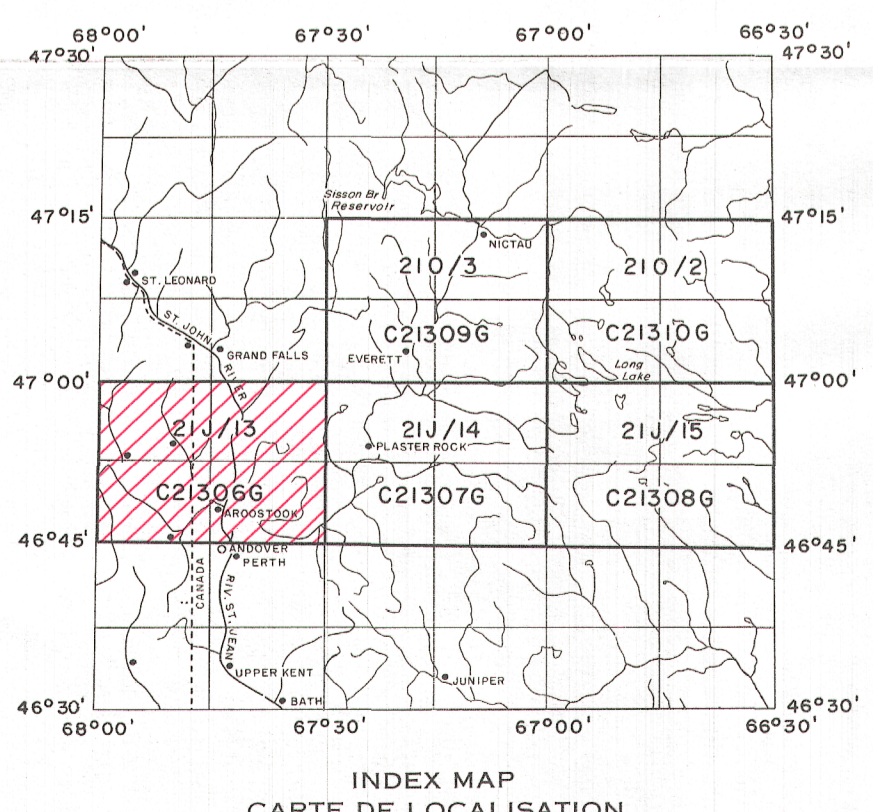 68°00' 67°30' 67°00' 66°30'
47°30' 47°30'
Sisson Br
Reservoir
47°15' 47°15'
NICTAU
21O/3 21O/2
ST. LEONARD
ST. JOHN RIVER
C21309G C21310G
GRAND FALLS
EVERETT
Long
Lake
47°00' 47°00'
21J/13 21J/14 21J/15
PLASTER ROCK
C21306G C21307G C21308G
AROOSTOOK
46°45' 46°45'
ANDOVER
PERTH
CANADA
RIV. ST. JEAN
UPPER KENT
JUNIPER
BATH
46°30' 46°30'
68°00' 67°30' 67°00' 66°30'
INDEX MAP
CARTE DE LOCALISATION